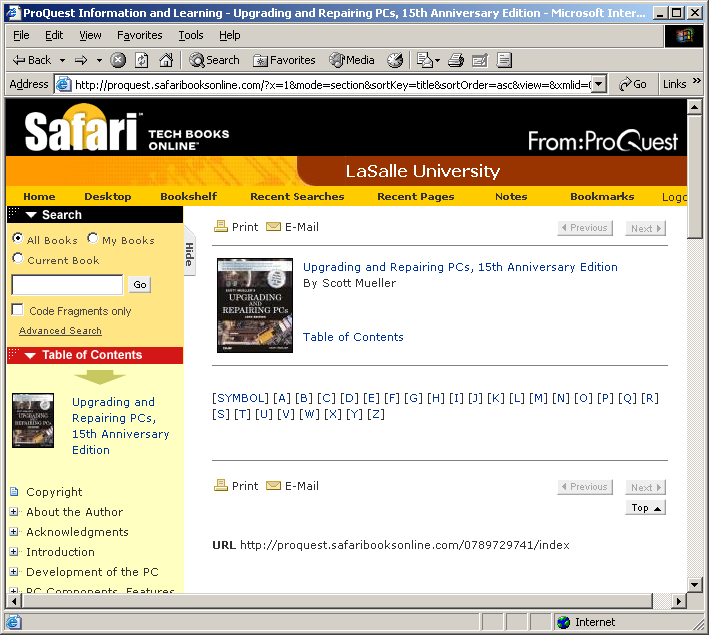 ProQuest Information and Learning - Upgrading and Repairing PCs, 15th Anniversary Edition - Microsoft Inter...
File Edit View Favorites Tools Help
Back Search Favorites Media
Address http://proquest.safaribooksonline.com/?x=1&mode=section&sortKey=title&sortOrder=asc&view=&xmlid= Go Links »
Safari™ TECH BOOKS ONLINE™
From:ProQuest
LaSalle University
Home Desktop Bookshelf Recent Searches Recent Pages Notes Bookmarks Logo
Search
All Books My Books
Current Book
Go
Code Fragments only
Advanced Search
Hide
Table of Contents
Upgrading and
Repairing PCs,
15th Anniversary
Edition
Copyright
About the Author
Acknowledgments
Introduction
Development of the PC
PC Components, Features
Print E-Mail Previous Next
SCOTT MUELLER'S
UPGRADING
AND
REPAIRING PCs
Upgrading and Repairing PCs, 15th Anniversary Edition
By Scott Mueller
Table of Contents
[SYMBOL] [A] [B] [C] [D] [E] [F] [G] [H] [I] [J] [K] [L] [M] [N] [O] [P] [Q] [R]
[S] [T] [U] [V] [W] [X] [Y] [Z]
Print E-Mail Previous Next
Top
URL http://proquest.safaribooksonline.com/0789729741/index
Internet